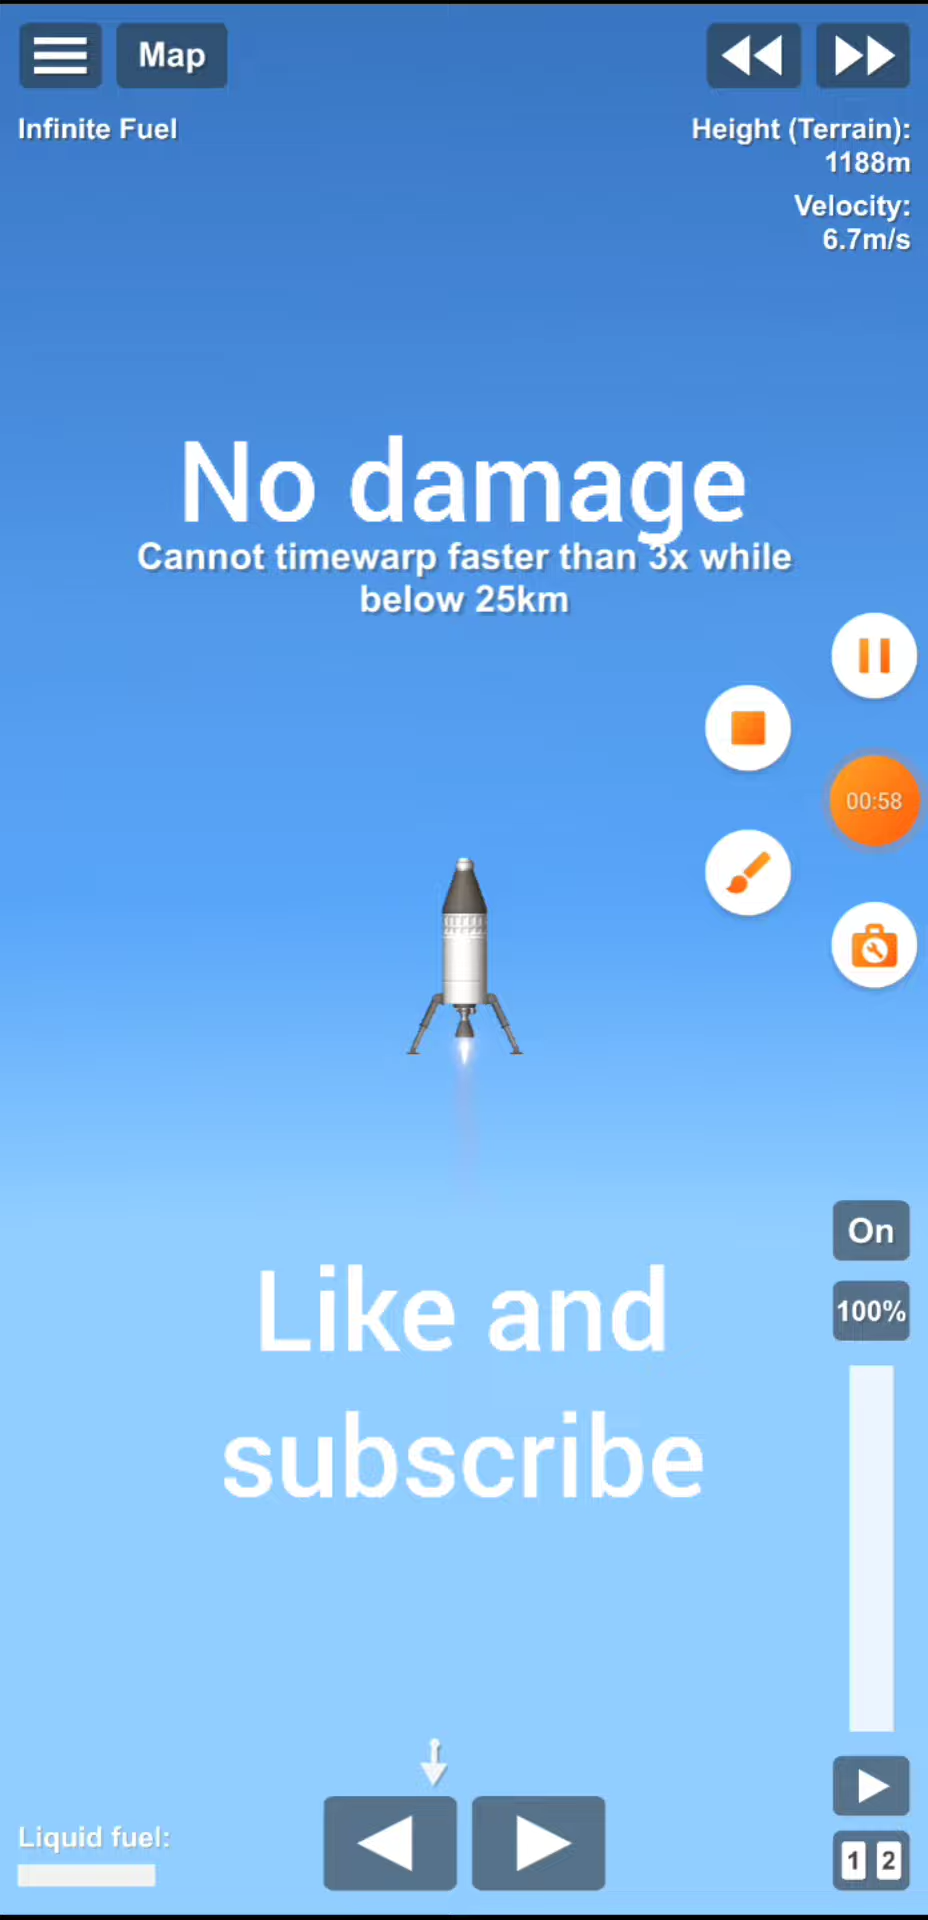 Map
Infinite Fuel
Height (Terrain):
1188m
Velocity:
6.7m/s
No damage
Cannot timewarp faster than 3x while
below 25km
00:58
On
100%
Like and
subscribe
Liquid fuel:
1 2